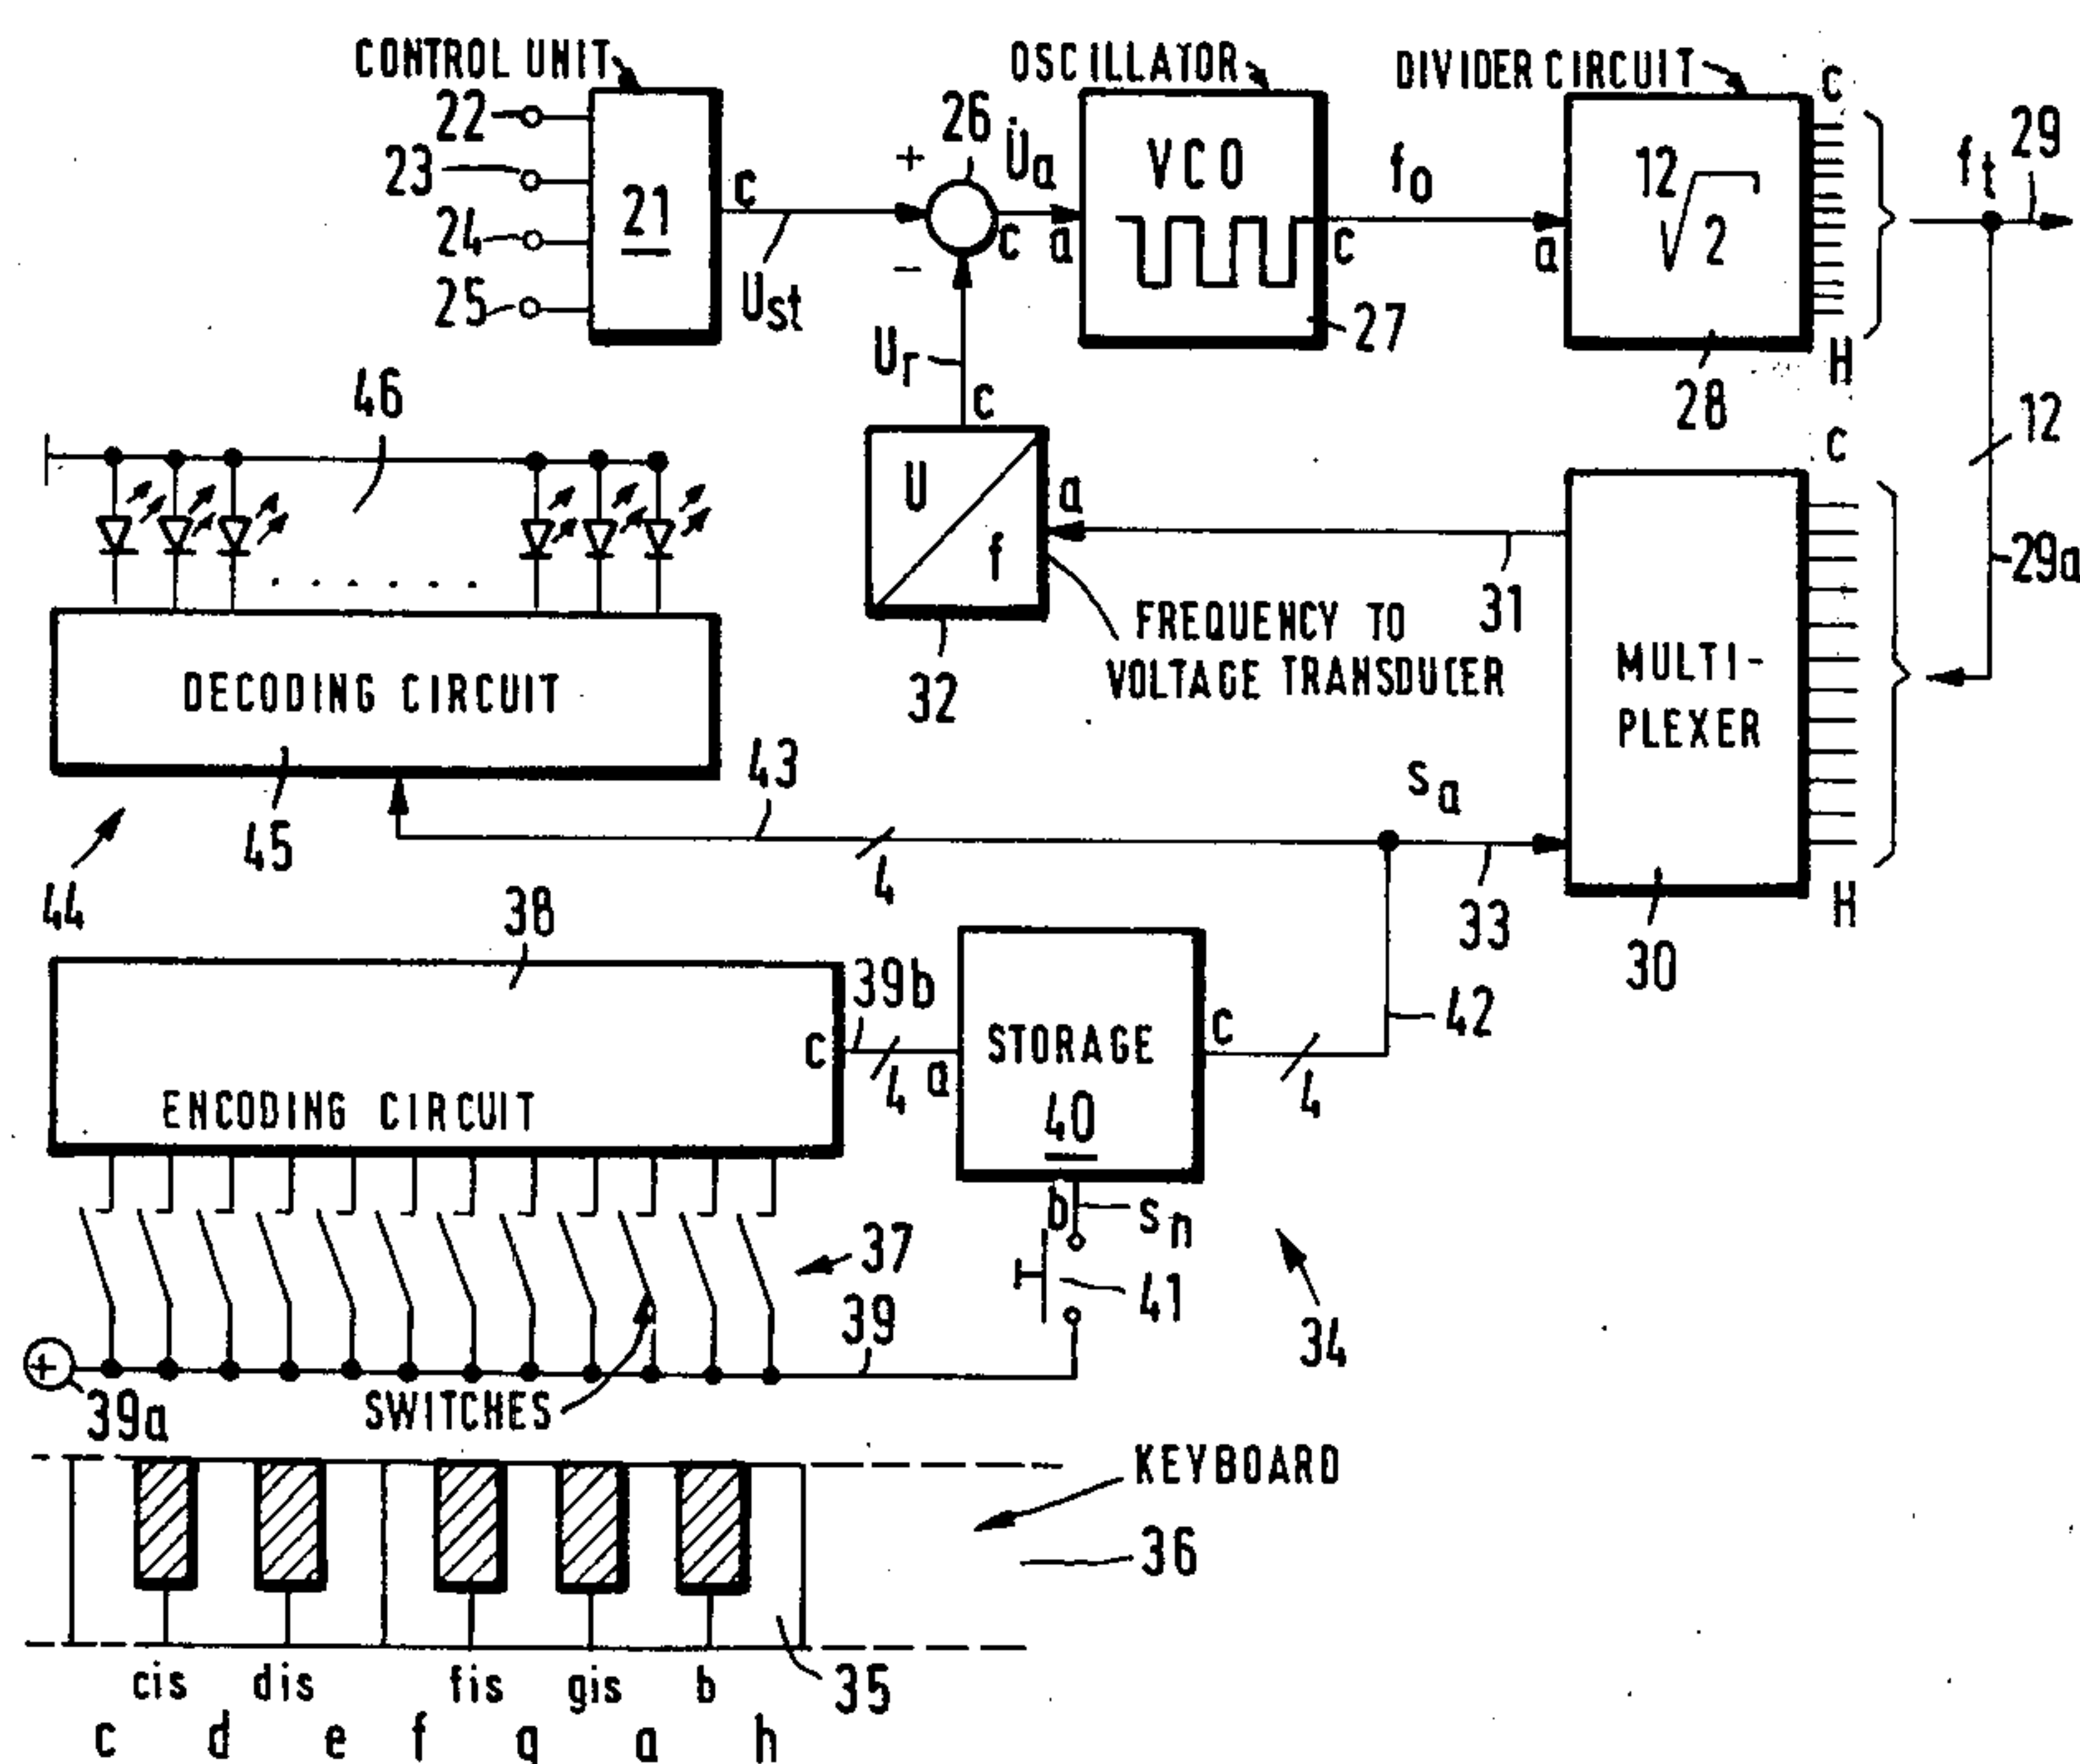 CONTROL UNIT
OSCILLATOR
DIVIDER CIRCUIT
22
23
24
25
21
c
Ust
26
+
−
U̇a
c
a
VCO
c
27
fo
a
12√2
28
C
H
ft
29
12
29a
Ur
c
U
f
a
32
FREQUENCY TO
VOLTAGE TRANSDUCER
31
C
MULTI-
PLEXER
H
30
46
DECODING CIRCUIT
45
44
43
4
sa
33
38
ENCODING CIRCUIT
c
39b
4
a
STORAGE
40
c
4
42
b
sn
41
34
37
39
39a
SWITCHES
KEYBOARD
36
35
cis dis fis gis b
c d e f g a h